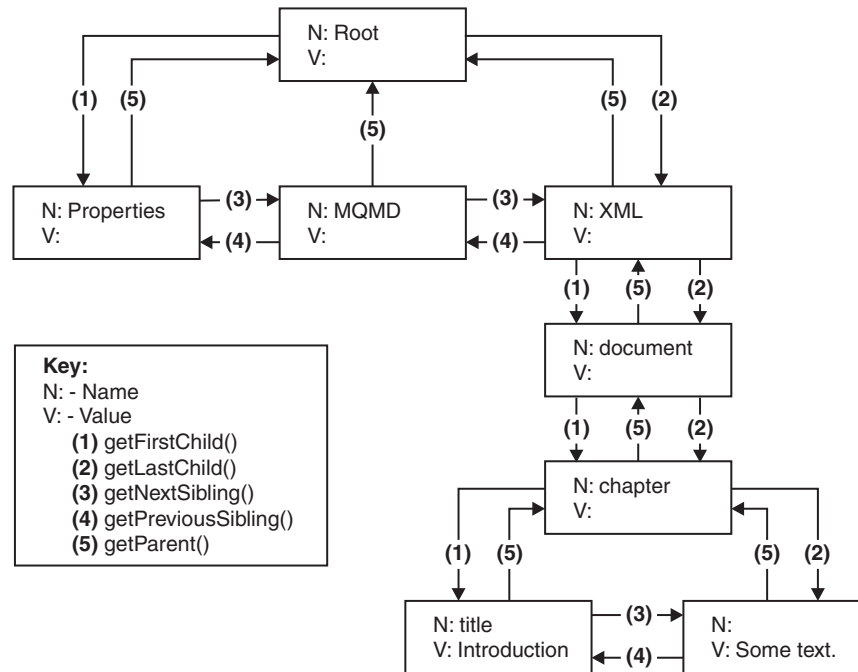 N: Root
V:
(1)
(5)
(5)
(5)
(2)
N: Properties
V:
(3)
(4)
N: MQMD
V:
(3)
(4)
N: XML
V:
(1)
(5)
(2)
N: document
V:
(1)
(5)
(2)
N: chapter
V:
(1)
(5)
(5)
(2)
N: title
V: Introduction
(3)
(4)
N:
V: Some text.
Key:
N: - Name
V: - Value
(1) getFirstChild()
(2) getLastChild()
(3) getNextSibling()
(4) getPreviousSibling()
(5) getParent()